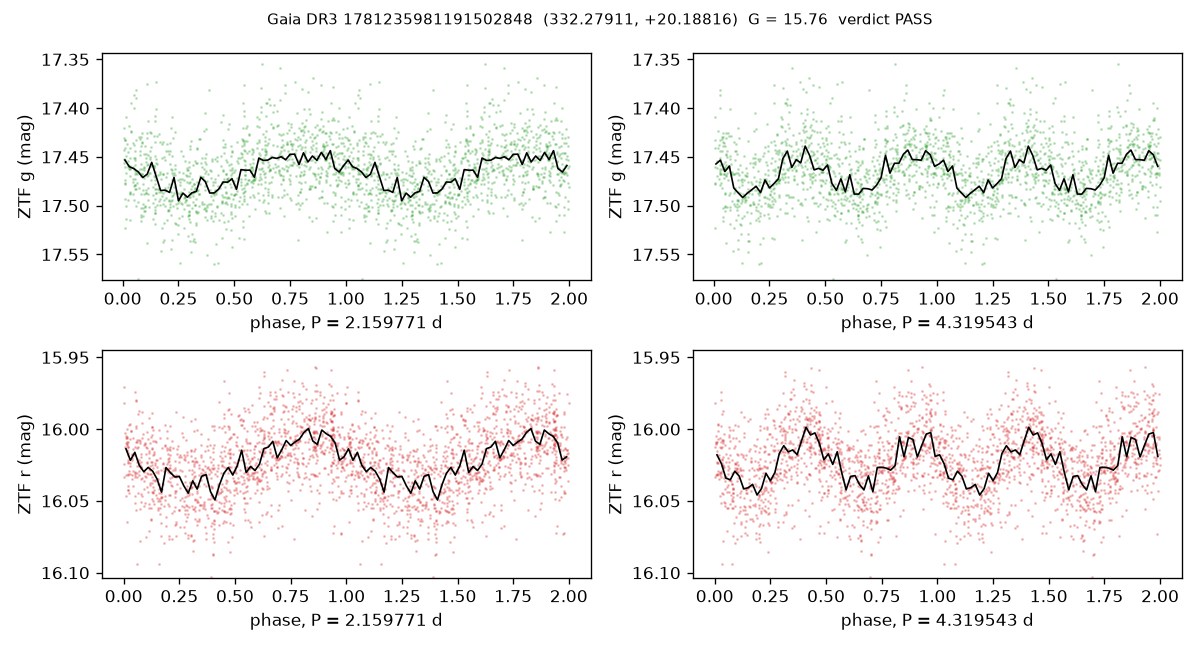 Gaia DR3 1781235981191502848 (332.27911, +20.18816) G = 15.76 verdict PASS
17.35
17.40
17.45
17.50
17.55
ZTF g (mag)
0.00 0.25 0.50 0.75 1.00 1.25 1.50 1.75 2.00
phase, P = 2.159771 d
17.35
17.40
17.45
17.50
17.55
ZTF g (mag)
0.00 0.25 0.50 0.75 1.00 1.25 1.50 1.75 2.00
phase, P = 4.319543 d
15.95
16.00
16.05
16.10
ZTF r (mag)
0.00 0.25 0.50 0.75 1.00 1.25 1.50 1.75 2.00
phase, P = 2.159771 d
15.95
16.00
16.05
16.10
ZTF r (mag)
0.00 0.25 0.50 0.75 1.00 1.25 1.50 1.75 2.00
phase, P = 4.319543 d